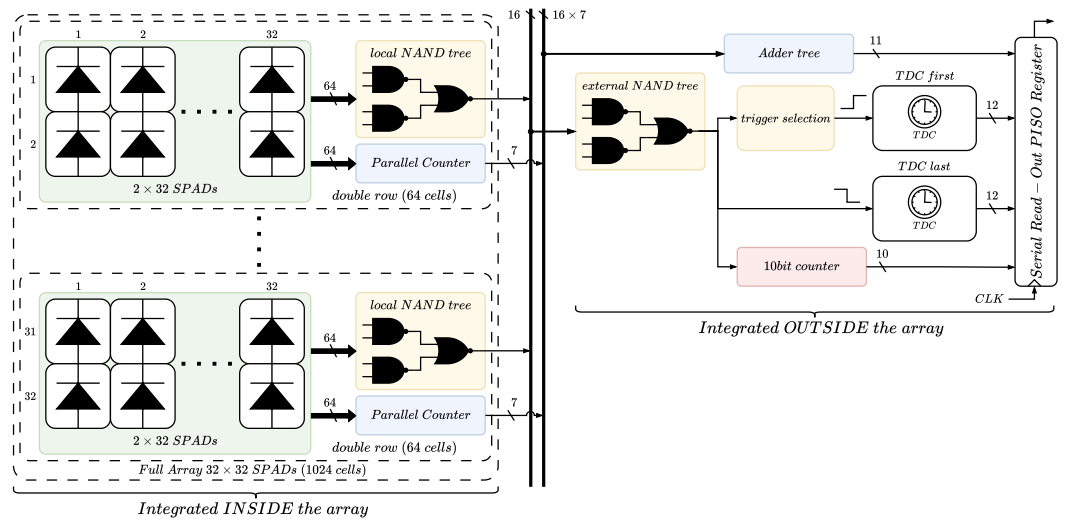 1 2 32
1
2
2 × 32 SPADs
64
64
local NAND tree
Parallel Counter
7
double row (64 cells)
1 2 32
31
32
2 × 32 SPADs
64
64
local NAND tree
Parallel Counter
7
double row (64 cells)
Full Array 32 × 32 SPADs (1024 cells)
Integrated INSIDE the array
16
16 × 7
Adder tree
11
external NAND tree
trigger selection
TDC first
TDC
12
TDC last
TDC
12
10bit counter
10
Serial Read − Out PISO Register
CLK
Integrated OUTSIDE the array